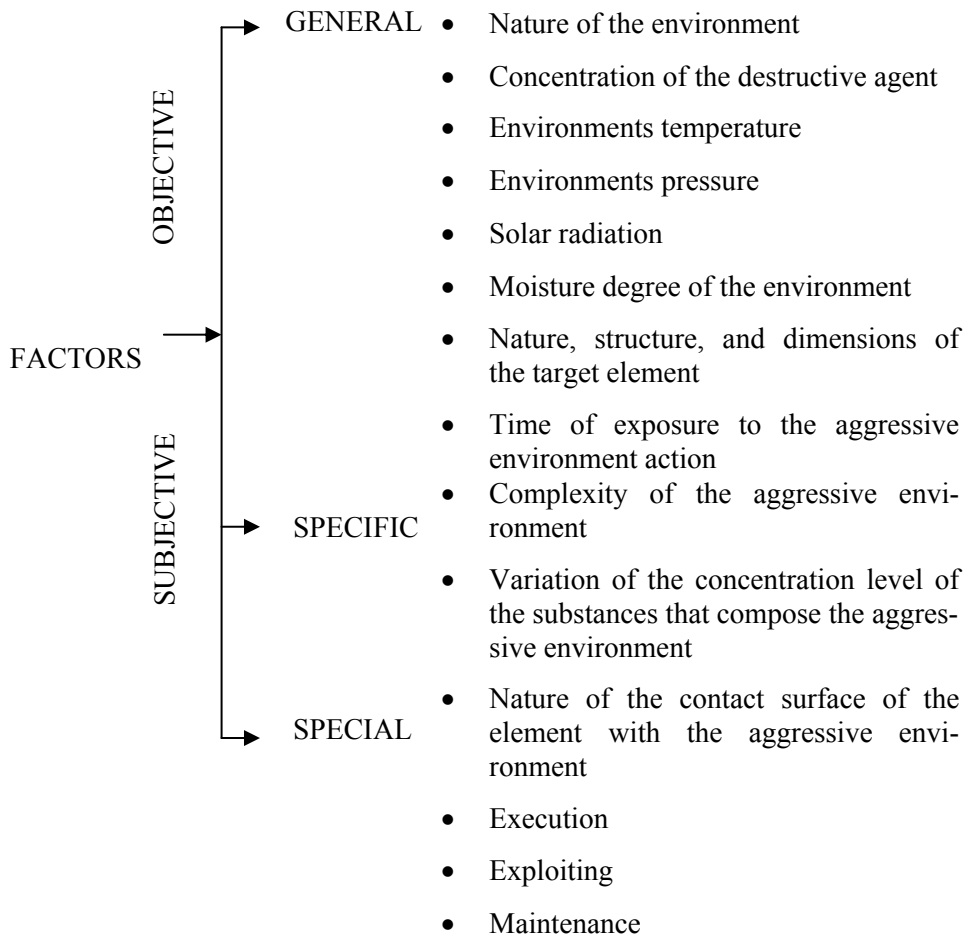 GENERAL
• Nature of the environment
• Concentration of the destructive agent
• Environments temperature
• Environments pressure
• Solar radiation
• Moisture degree of the environment
• Nature, structure, and dimensions of
the target element
• Time of exposure to the aggressive
environment action
OBJECTIVE
FACTORS
SUBJECTIVE
SPECIFIC
• Complexity of the aggressive envi-
ronment
• Variation of the concentration level of
the substances that compose the aggres-
sive environment
SPECIAL
• Nature of the contact surface of the
element with the aggressive envi-
ronment
• Execution
• Exploiting
• Maintenance